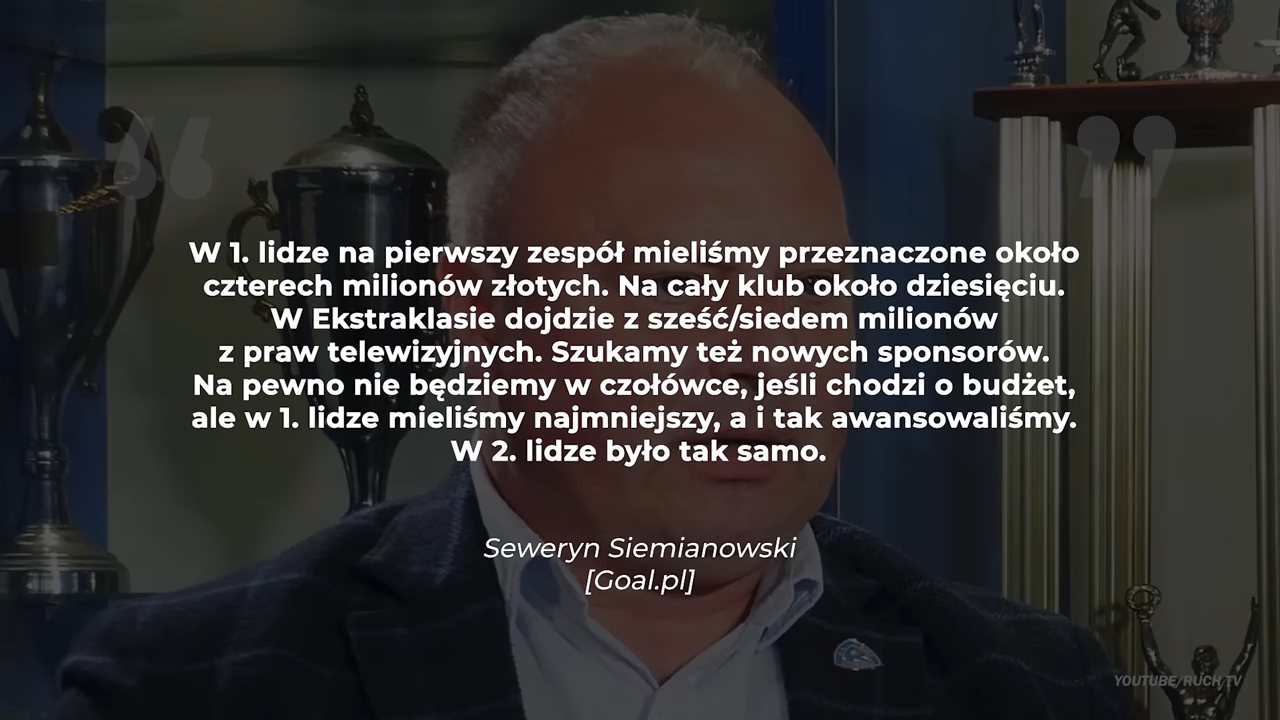 W 1. lidze na pierwszy zespół mieliśmy przeznaczone około
czterech milionów złotych. Na cały klub około dziesięciu.
W Ekstraklasie dojdzie z sześć/siedem milionów
z praw telewizyjnych. Szukamy też nowych sponsorów.
Na pewno nie będziemy w czołówce, jeśli chodzi o budżet,
ale w 1. lidze mieliśmy najmniejszy, a i tak awansowaliśmy.
W 2. lidze było tak samo.
Seweryn Siemianowski
[Goal.pl]
YOUTUBE/RUCH TV